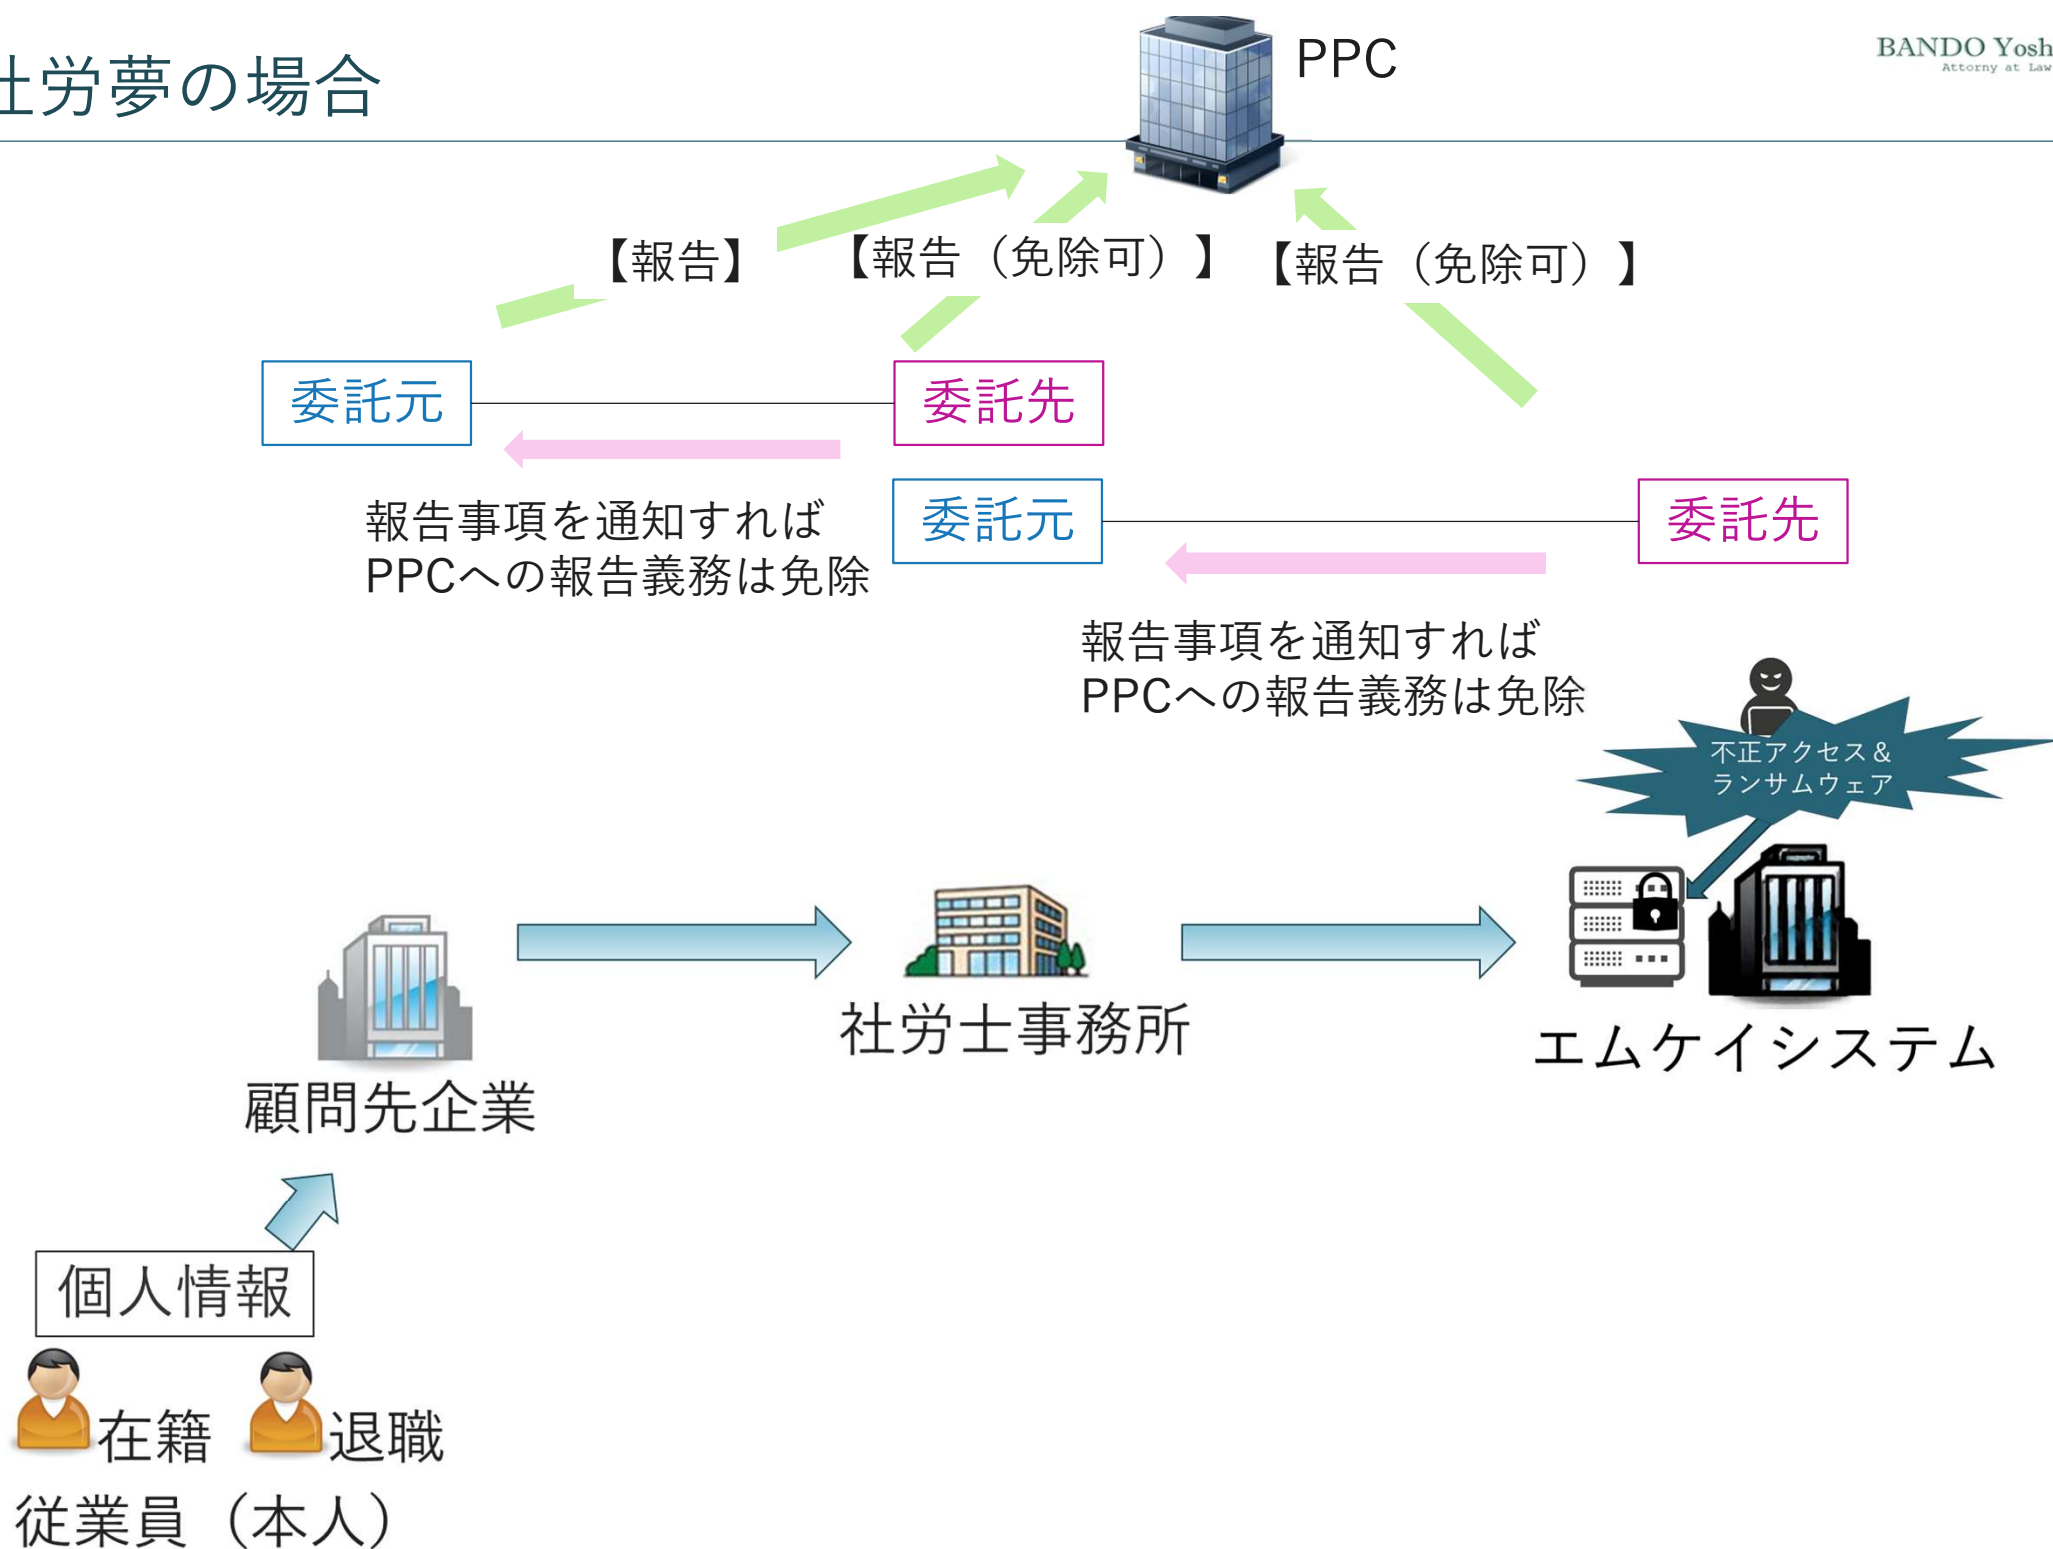 社労夢の場合
PPC
BANDO Yosh
Attorny at Law
【報告】
【報告（免除可）】
【報告（免除可）】
委託元
委託先
報告事項を通知すれば
PPCへの報告義務は免除
委託元
委託先
報告事項を通知すれば
PPCへの報告義務は免除
不正アクセス＆
ランサムウェア
社労士事務所
エムケイシステム
顧問先企業
個人情報
在籍
退職
従業員（本人）